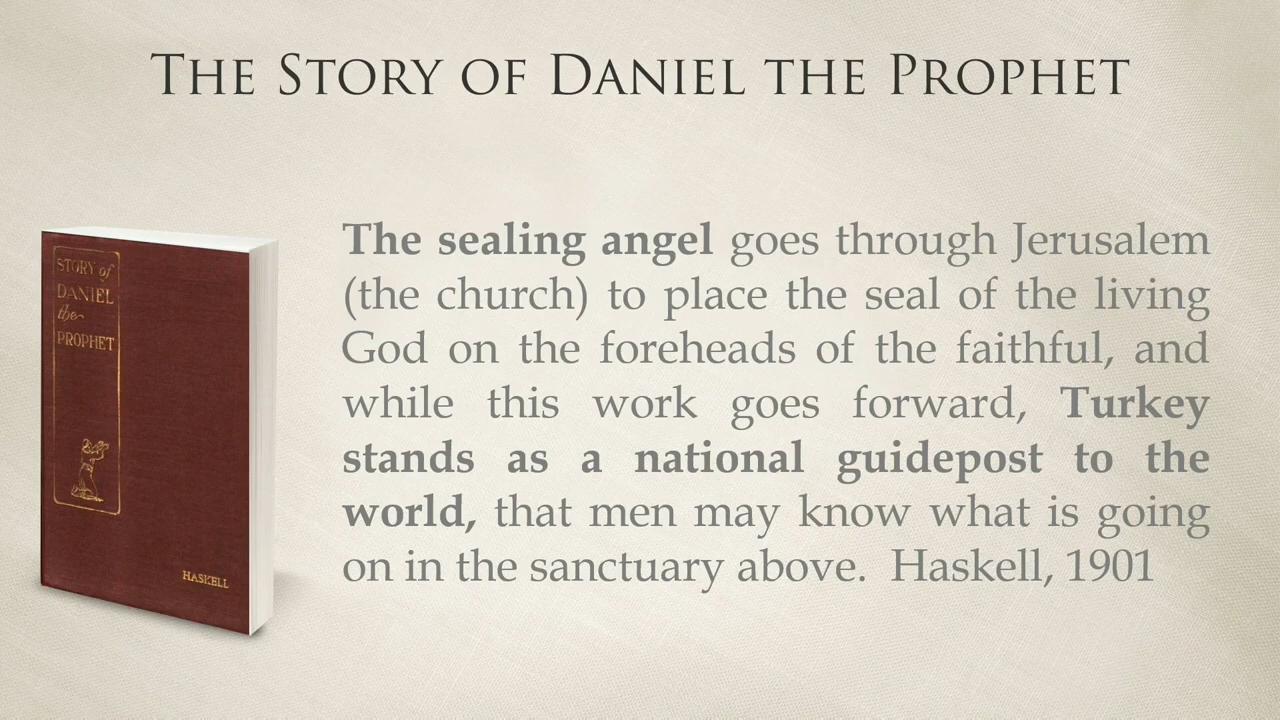 The Story of Daniel the Prophet
STORY of
DANIEL
the
PROPHET
HASKELL
The sealing angel goes through Jerusalem
(the church) to place the seal of the living
God on the foreheads of the faithful, and
while this work goes forward, Turkey
stands as a national guidepost to the
world, that men may know what is going
on in the sanctuary above. Haskell, 1901